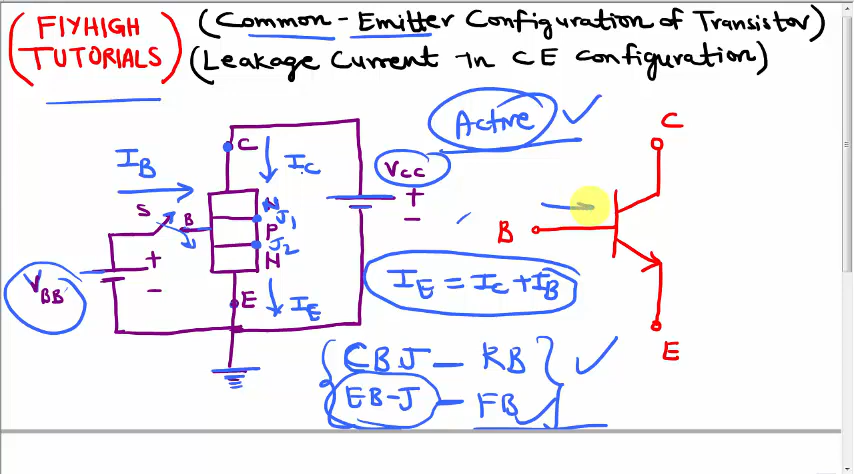 FlYHIGH
TUTORIALS
(Common-Emitter Configuration of Transistor)
(Leakage Current in CE configuration)
Active
C
C
IB
IC
VCC
+
-
S
B
N
J1
P
J2
N
B
+
-
VBB
E
IE
IE = IC + IB
CBJ - RB
EB-J - FB
E